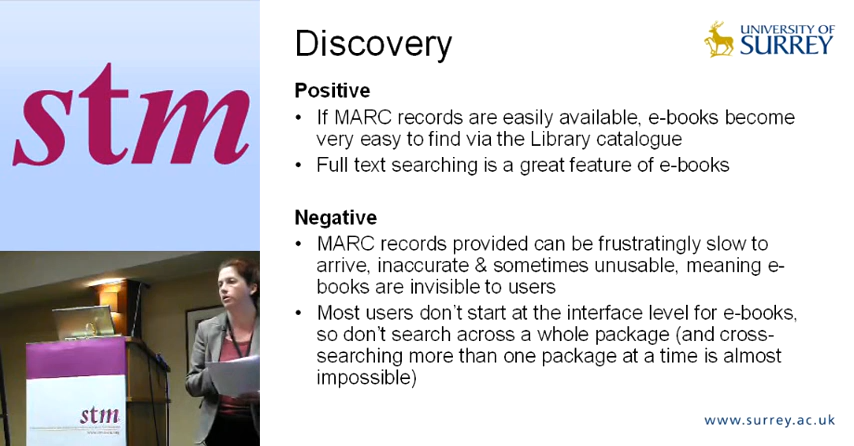 stm
Discovery
UNIVERSITY OF
SURREY
Positive
• If MARC records are easily available, e-books become
very easy to find via the Library catalogue
• Full text searching is a great feature of e-books
Negative
• MARC records provided can be frustratingly slow to
arrive, inaccurate & sometimes unusable, meaning e-
books are invisible to users
• Most users don't start at the interface level for e-books,
so don't search across a whole package (and cross-
searching more than one package at a time is almost
impossible)
stm
www.surrey.ac.uk